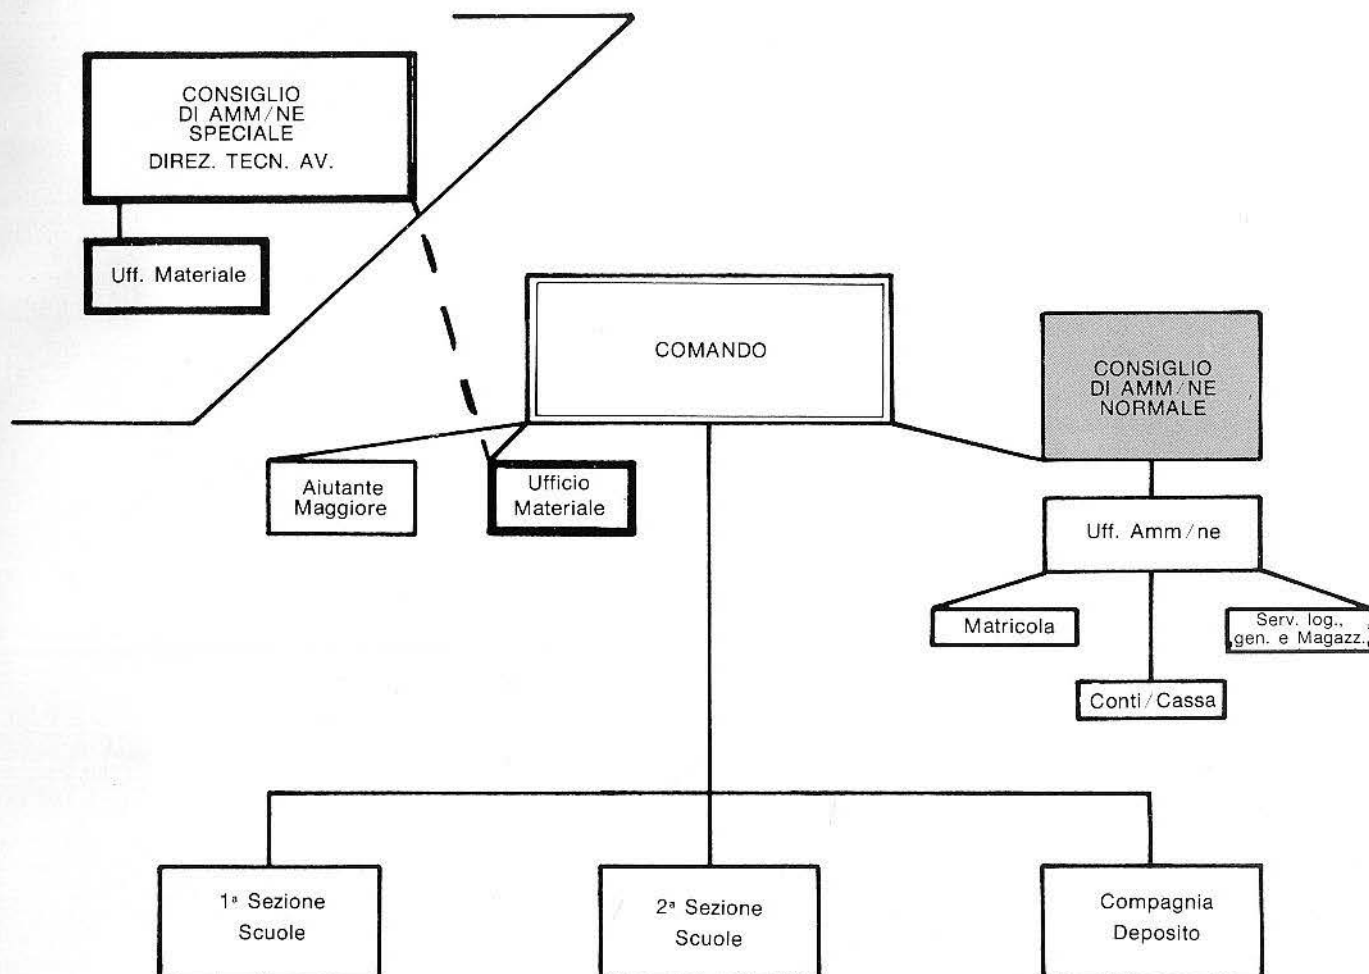 CONSIGLIO
DI AMM/NE
SPECIALE
DIREZ. TECN. AV.
Uff. Materiale
COMANDO
CONSIGLIO
DI AMM/NE
NORMALE
Aiutante
Maggiore
Ufficio
Materiale
Uff. Amm/ne
Matricola
Serv. log.,
gen. e Magazz.
Conti/Cassa
1ª Sezione
Scuole
2ª Sezione
Scuole
Compagnia
Deposito